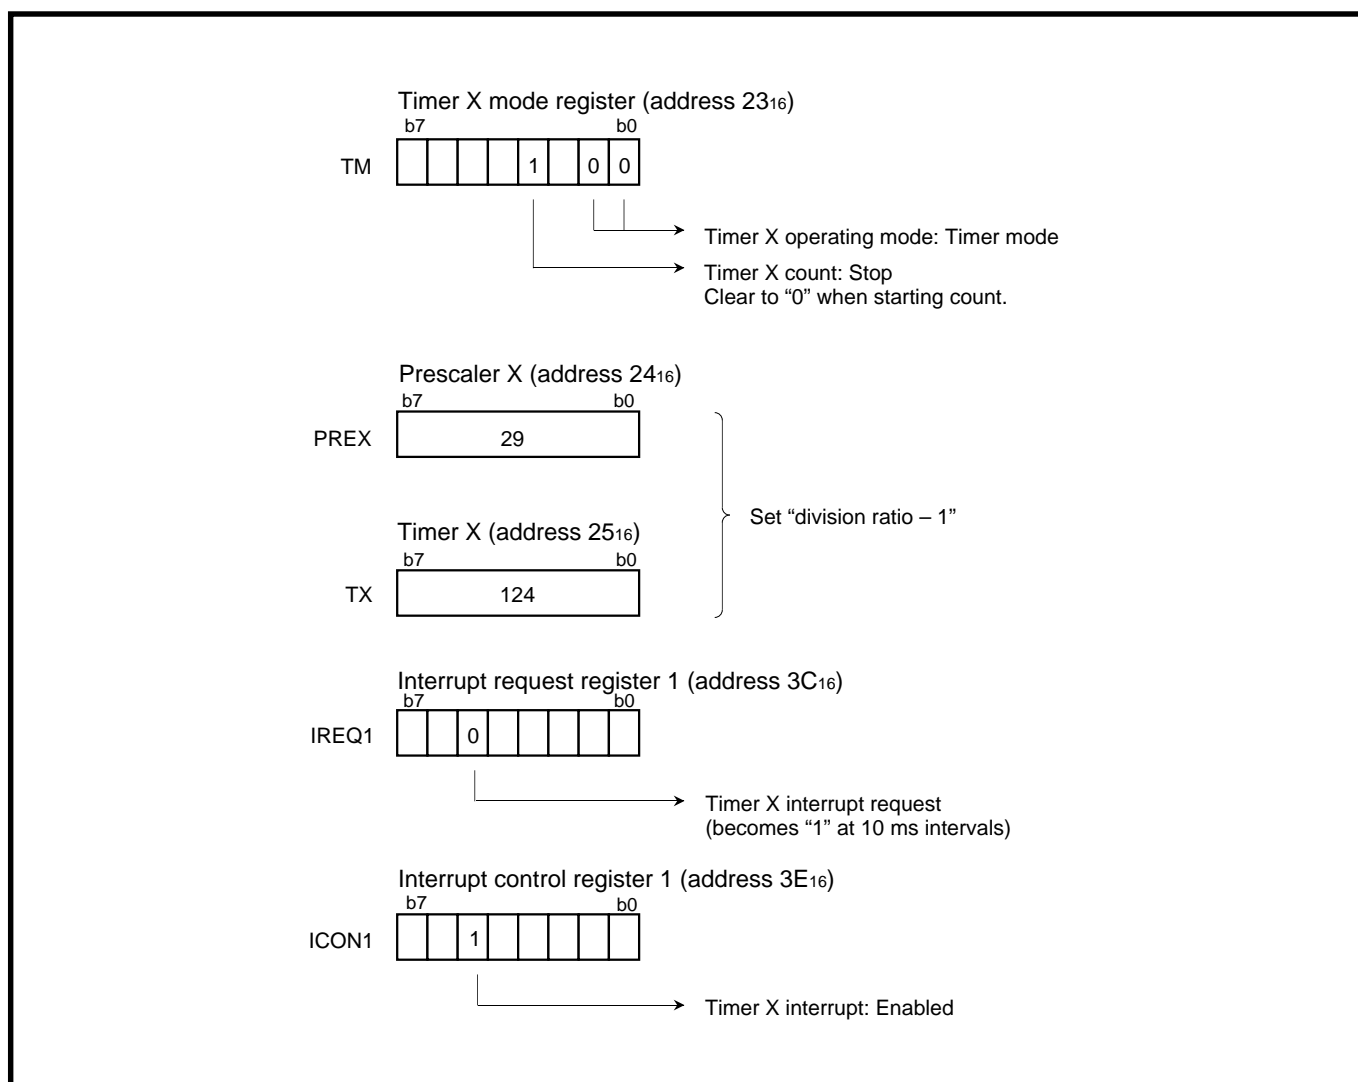 Timer X mode register (address 23₁₆)
b7 b0
TM 1 0 0
Timer X operating mode: Timer mode
Timer X count: Stop
Clear to “0” when starting count.
Prescaler X (address 24₁₆)
b7 b0
PREX 29
Set “division ratio – 1”
Timer X (address 25₁₆)
b7 b0
TX 124
Interrupt request register 1 (address 3C₁₆)
b7 b0
IREQ1 0
Timer X interrupt request
(becomes “1” at 10 ms intervals)
Interrupt control register 1 (address 3E₁₆)
b7 b0
ICON1 1
Timer X interrupt: Enabled